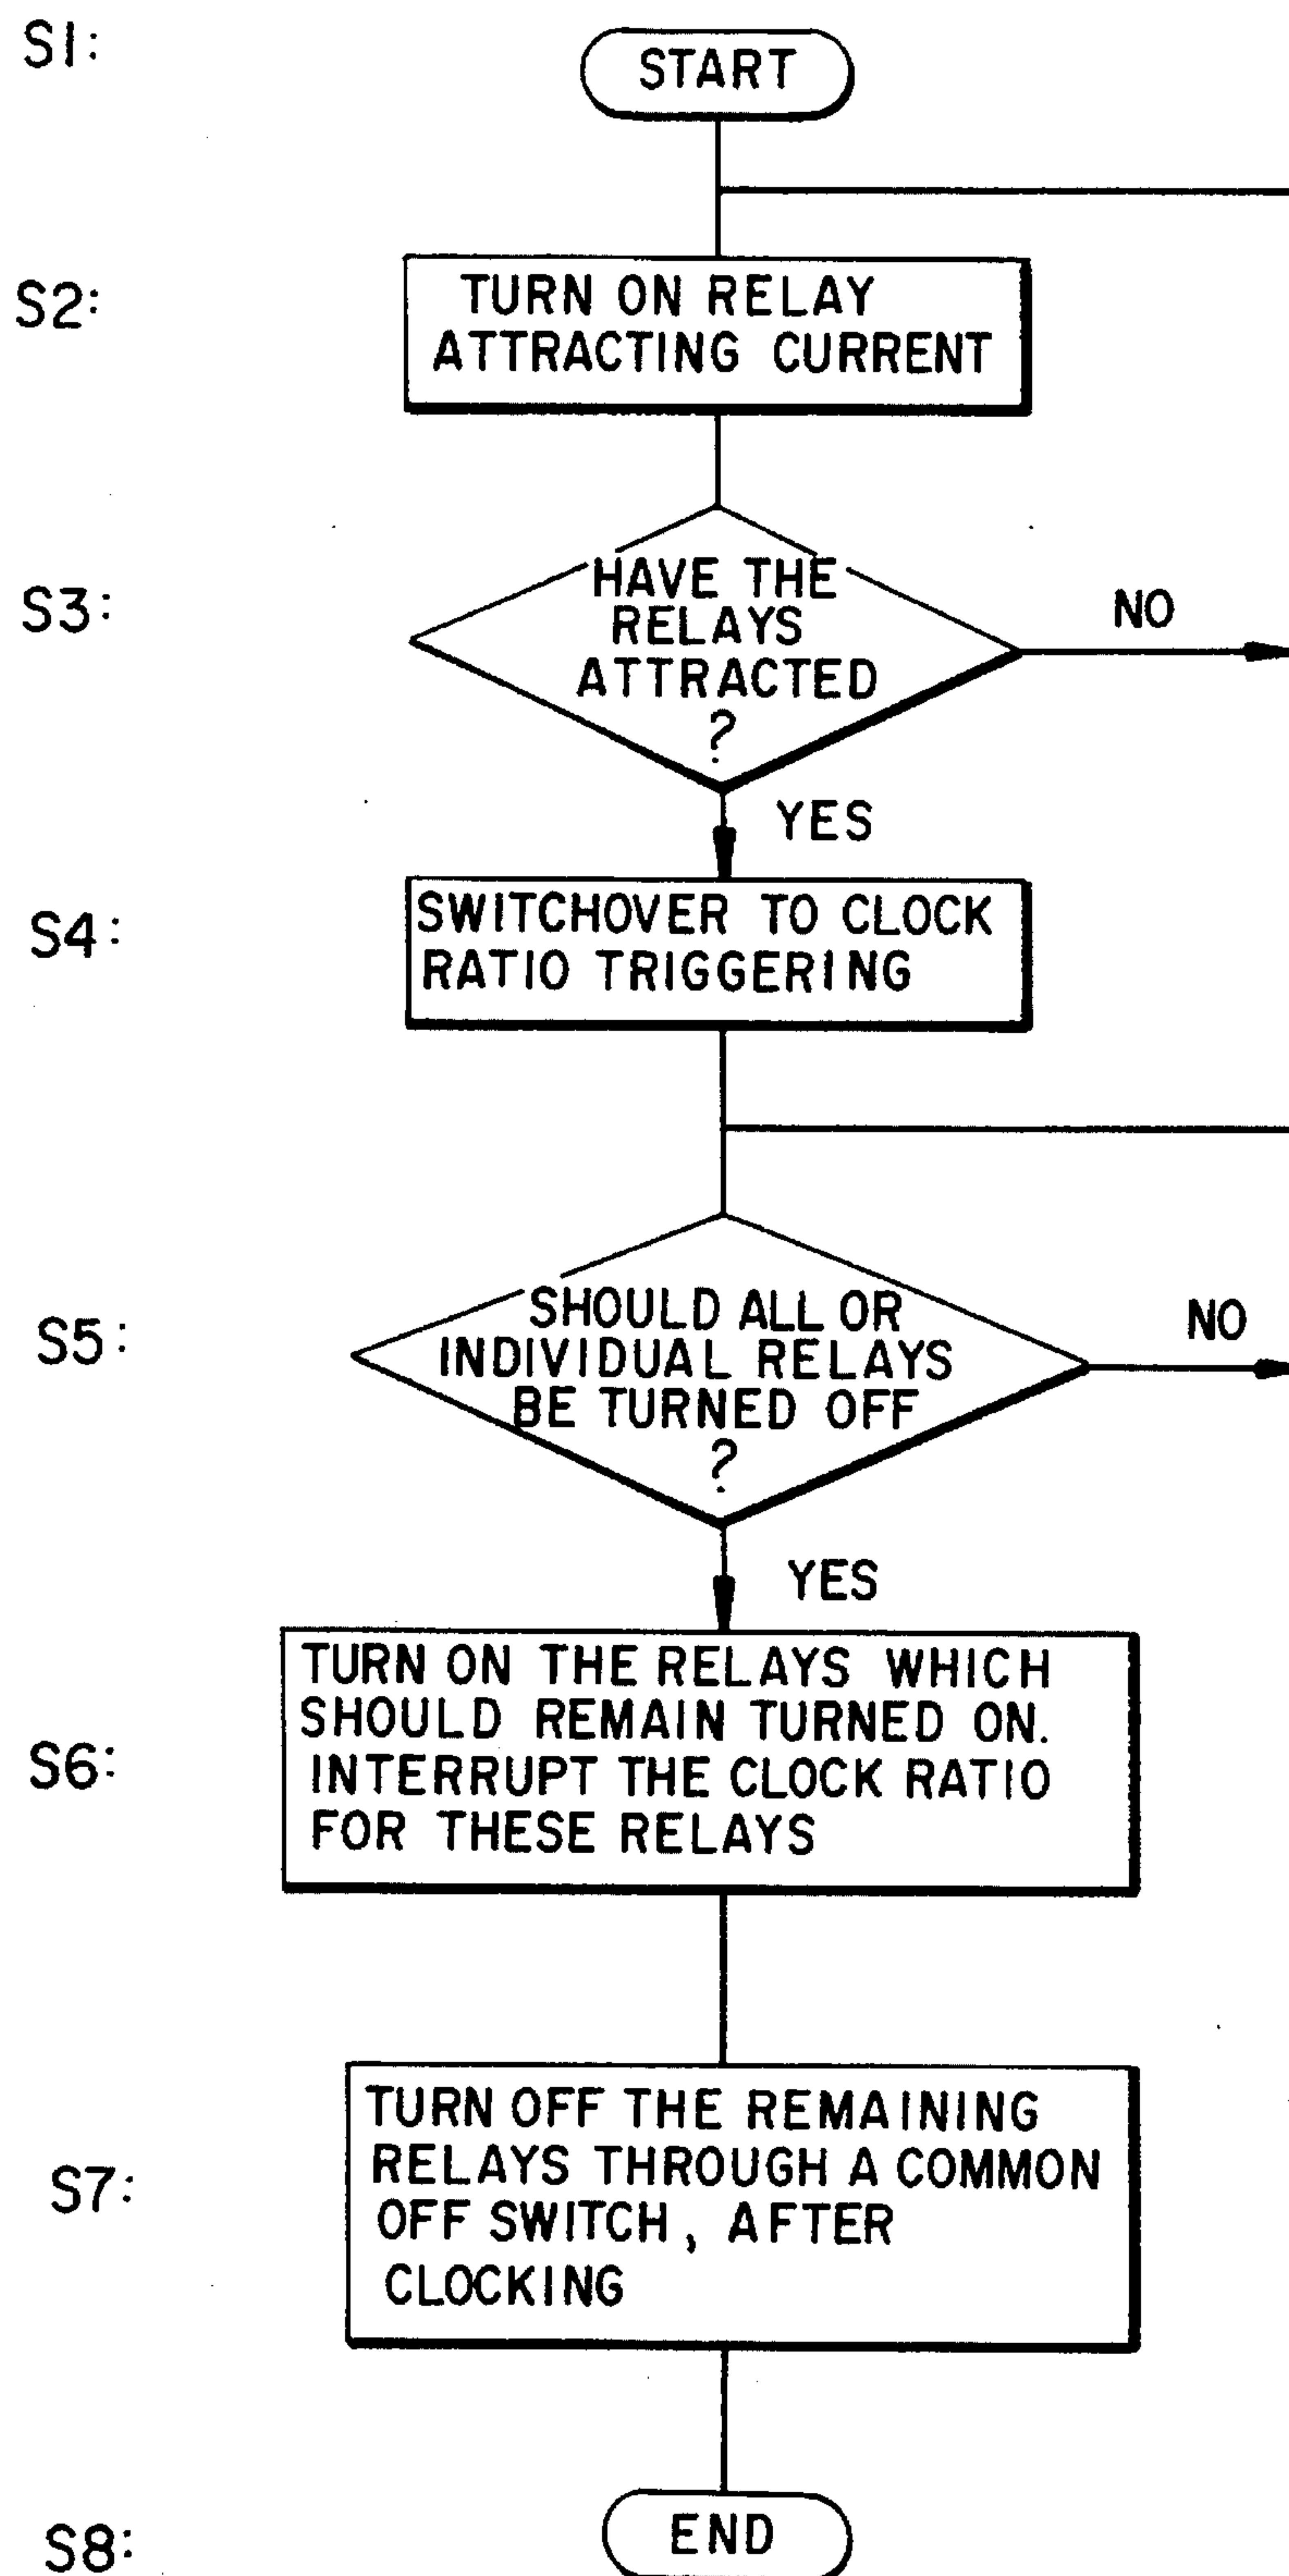 S1:
START
S2:
TURN ON RELAY
ATTRACTING CURRENT
S3:
HAVE THE
RELAYS
ATTRACTED
?
NO
YES
S4:
SWITCHOVER TO CLOCK
RATIO TRIGGERING
S5:
SHOULD ALL OR
INDIVIDUAL RELAYS
BE TURNED OFF
?
NO
YES
S6:
TURN ON THE RELAYS WHICH
SHOULD REMAIN TURNED ON.
INTERRUPT THE CLOCK RATIO
FOR THESE RELAYS
S7:
TURN OFF THE REMAINING
RELAYS THROUGH A COMMON
OFF SWITCH, AFTER
CLOCKING
S8:
END